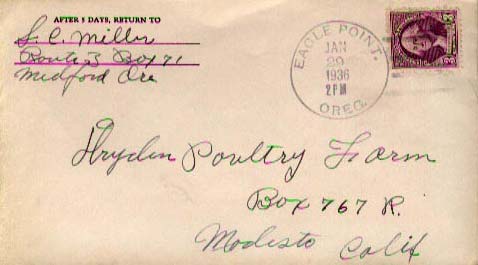 AFTER 5 DAYS, RETURN TO
S. C. Miller
Route 3 Box 71
Medford Ore
EAGLE POINT.
JAN
29
1936
2 PM
OREG.
Dryden Poultry Farm
Box 767 R.
Modesto Calif